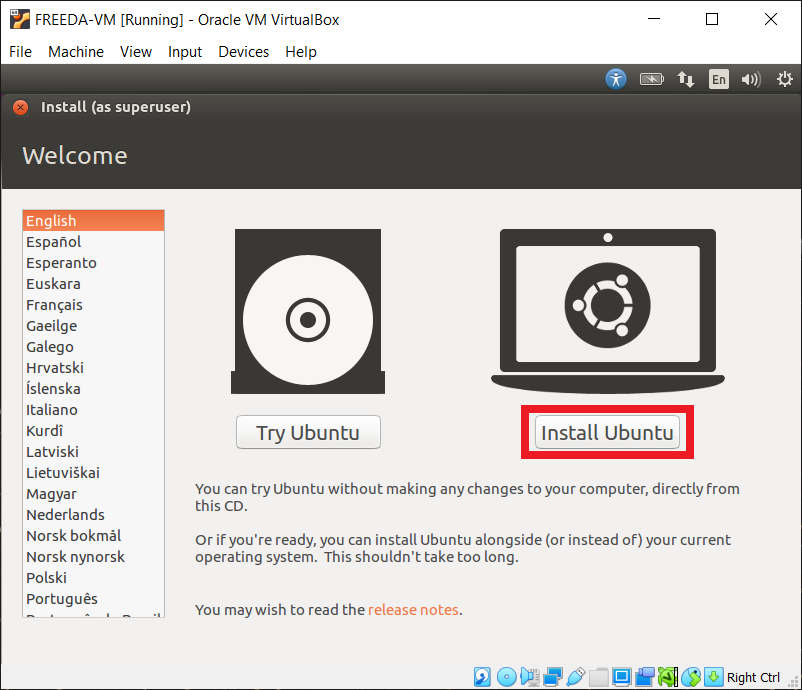 FREEDA-VM [Running] - Oracle VM VirtualBox
File Machine View Input Devices Help
En
Install (as superuser)
Welcome
English
Español
Esperanto
Euskara
Français
Gaeilge
Galego
Hrvatski
Íslenska
Italiano
Kurdî
Latviski
Lietuviškai
Magyar
Nederlands
Norsk bokmål
Norsk nynorsk
Polski
Português
Try Ubuntu
Install Ubuntu
You can try Ubuntu without making any changes to your computer, directly from
this CD.
Or if you're ready, you can install Ubuntu alongside (or instead of) your current
operating system. This shouldn't take too long.
You may wish to read the release notes.
Right Ctrl